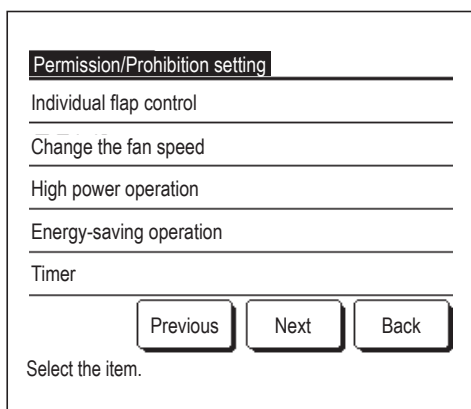 Permission/Prohibition setting
Individual flap control
Change the fan speed
High power operation
Energy-saving operation
Timer
Previous Next Back
Select the item.